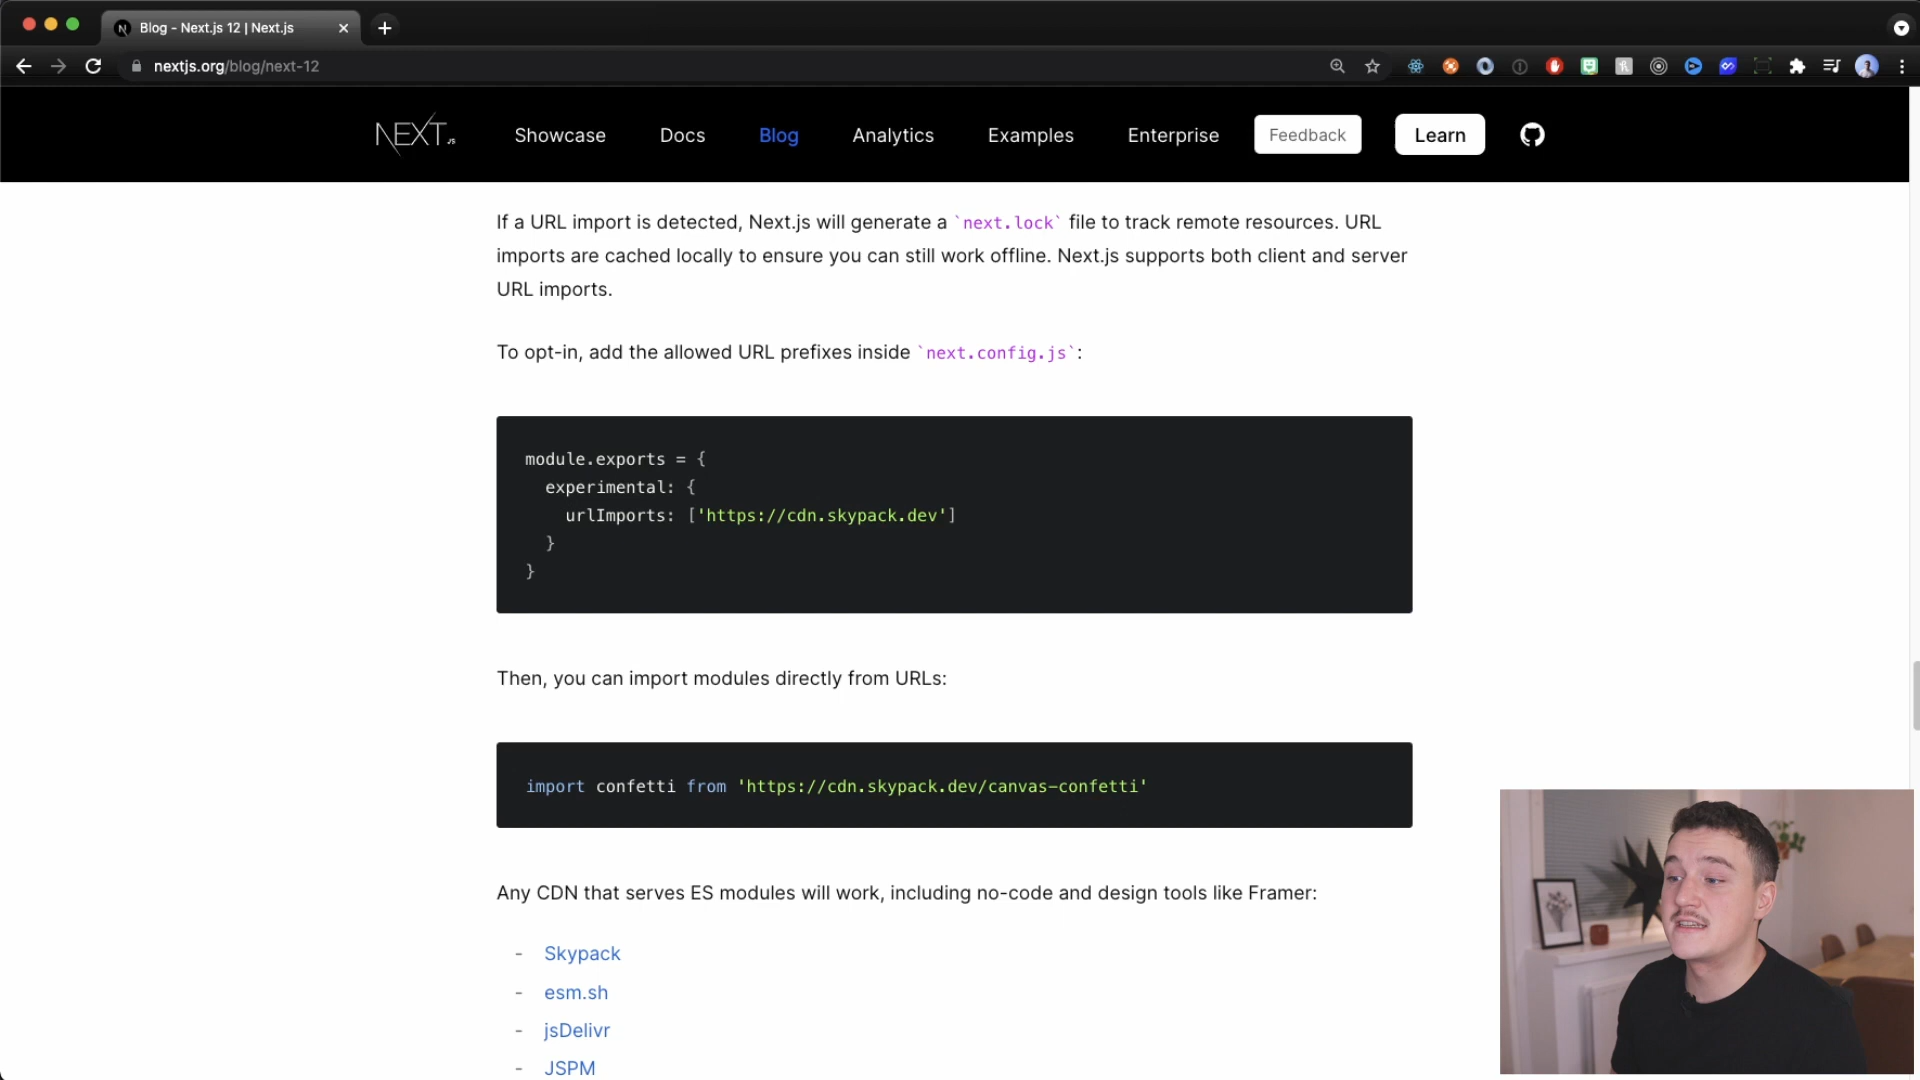 Blog - Next.js 12 | Next.js
nextjs.org/blog/next-12
NEXT.JS
Showcase
Docs
Blog
Analytics
Examples
Enterprise
Feedback
Learn
If a URL import is detected, Next.js will generate a `next.lock` file to track remote resources. URL
imports are cached locally to ensure you can still work offline. Next.js supports both client and server
URL imports.
To opt-in, add the allowed URL prefixes inside `next.config.js`:
module.exports = {
  experimental: {
    urlImports: ['https://cdn.skypack.dev']
  }
}
Then, you can import modules directly from URLs:
import confetti from 'https://cdn.skypack.dev/canvas-confetti'
Any CDN that serves ES modules will work, including no-code and design tools like Framer:
- Skypack
- esm.sh
- jsDelivr
- JSPM